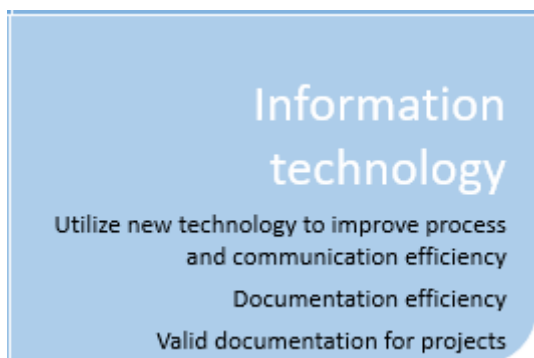 Information
technology
Utilize new technology to improve process
and communication efficiency
Documentation efficiency
Valid documentation for projects